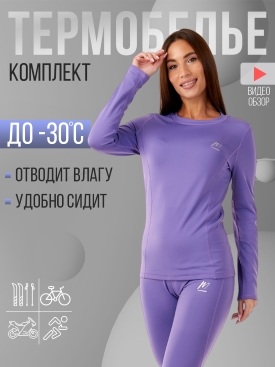 ТЕРМОБЕЛЬЕ
КОМПЛЕКТ
ВИДЕО
ОБЗОР
ДО -30°C
ОТВОДИТ ВЛАГУ
УДОБНО СИДИТ